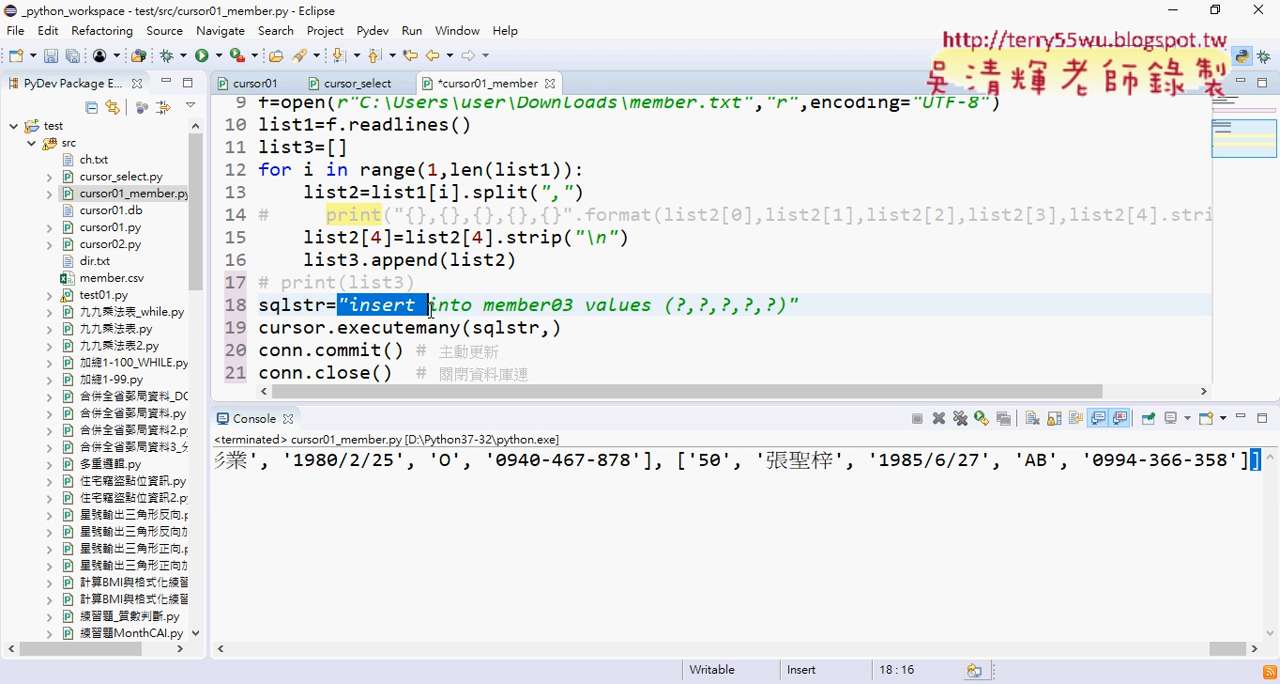 _python_workspace - test/src/cursor01_member.py - Eclipse
File Edit Refactoring Source Navigate Search Project Pydev Run Window Help
http://terry55wu.blogspot.tw
吳清輝老師錄製
PyDev Package E...
cursor01
cursor_select
*cursor01_member
test
src
ch.txt
cursor_select.py
cursor01_member.py
cursor01.db
cursor01.py
cursor02.py
dir.txt
member.csv
test01.py
九九乘法表_while.py
九九乘法表.py
九九乘法表2.py
加總1-100_WHILE.py
加總1-99.py
合併全省郵局資料_DC
合併全省郵局資料.py
合併全省郵局資料2.py
合併全省郵局資料3_分
多重邏輯.py
住宅竊盜點位資訊.py
住宅竊盜點位資訊2.py
星號輸出三角形反向.p
星號輸出三角形反向加
星號輸出三角形正向.p
星號輸出三角形正向加
計算BMI與格式化練習
計算BMI與格式化練習
練習題_質數判斷.py
練習題MonthCAl.py
9 f=open(r"C:\Users\user\Downloads\member.txt","r",encoding="UTF-8")
10 list1=f.readlines()
11 list3=[]
12 for i in range(1,len(list1)):
13 list2=list1[i].split(",")
14 # print("{},{},{},{},{}".format(list2[0],list2[1],list2[2],list2[3],list2[4].stri
15 list2[4]=list2[4].strip("\n")
16 list3.append(list2)
17 # print(list3)
18 sqlstr="insert into member03 values (?,?,?,?,?)"
19 cursor.executemany(sqlstr,)
20 conn.commit() # 主動更新
21 conn.close() # 關閉資料庫連
Console
<terminated> cursor01_member.py [D:\Python37-32\python.exe]
彡業', '1980/2/25', 'O', '0940-467-878'], ['50', '張聖梓', '1985/6/27', 'AB', '0994-366-358']]
Writable Insert 18 : 16